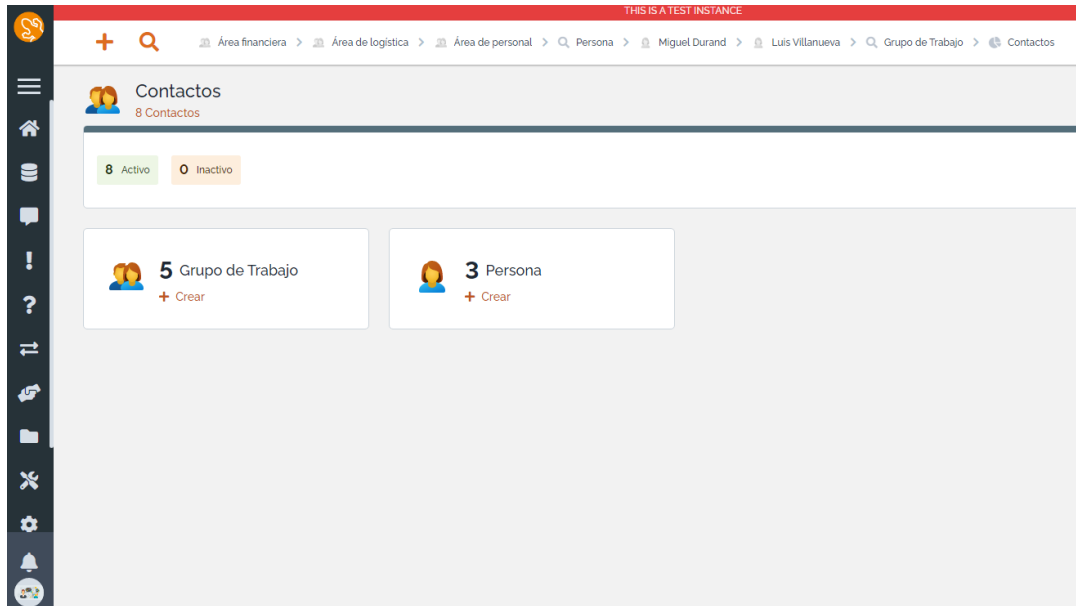 THIS IS A TEST INSTANCE
Área financiera > Área de logística > Área de personal > Persona > Miguel Durand > Luis Villanueva > Grupo de Trabajo > Contactos
Contactos
8 Contactos
8 Activo 0 Inactivo
5 Grupo de Trabajo
+ Crear
3 Persona
+ Crear